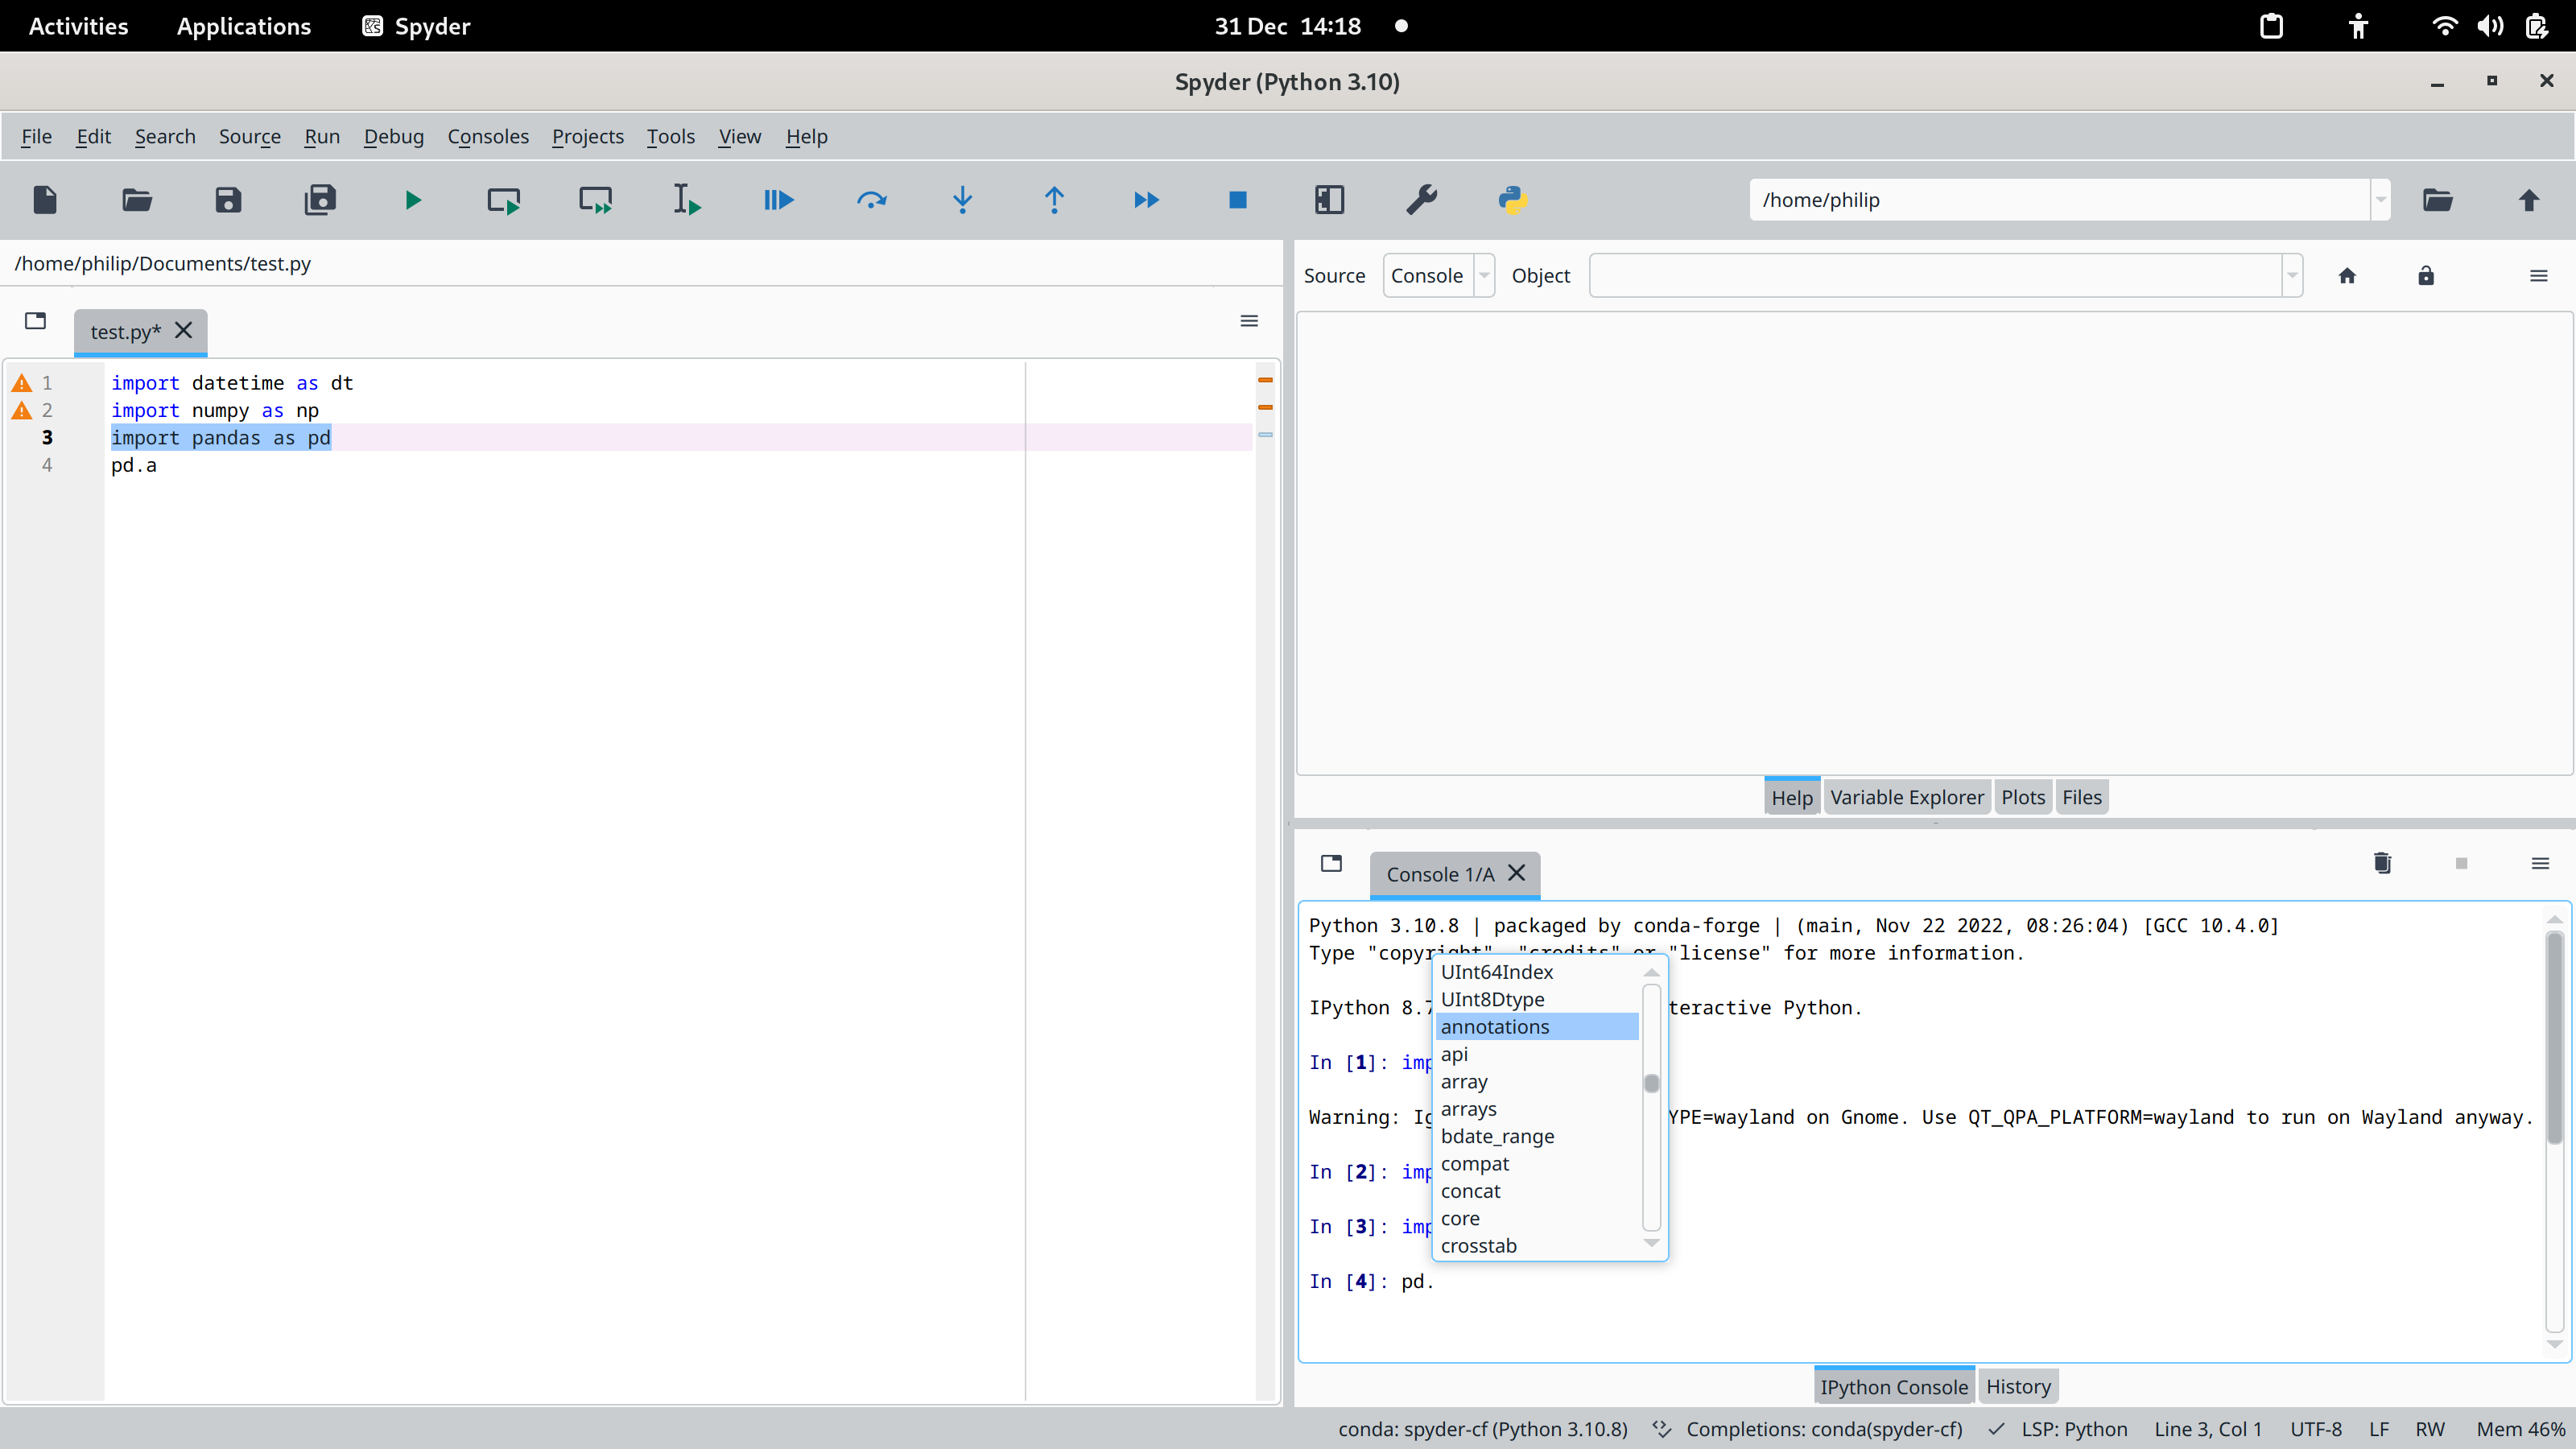 Activities Applications Spyder 31 Dec 14:18
Spyder (Python 3.10)
File Edit Search Source Run Debug Consoles Projects Tools View Help
/home/philip
/home/philip/Documents/test.py
Source Console Object
test.py*
1 import datetime as dt
2 import numpy as np
3 import pandas as pd
4 pd.a
Help Variable Explorer Plots Files
Console 1/A
Python 3.10.8 | packaged by conda-forge | (main, Nov 22 2022, 08:26:04) [GCC 10.4.0]
Type "copyright", "credits" or "license" for more information.
IPython 8.7 teractive Python.
In [1]: imp
Warning: Ig YPE=wayland on Gnome. Use QT_QPA_PLATFORM=wayland to run on Wayland anyway.
In [2]: imp
In [3]: imp
In [4]: pd.
UInt64Index
UInt8Dtype
annotations
api
array
arrays
bdate_range
compat
concat
core
crosstab
IPython Console History
conda: spyder-cf (Python 3.10.8) Completions: conda(spyder-cf) LSP: Python Line 3, Col 1 UTF-8 LF RW Mem 46%